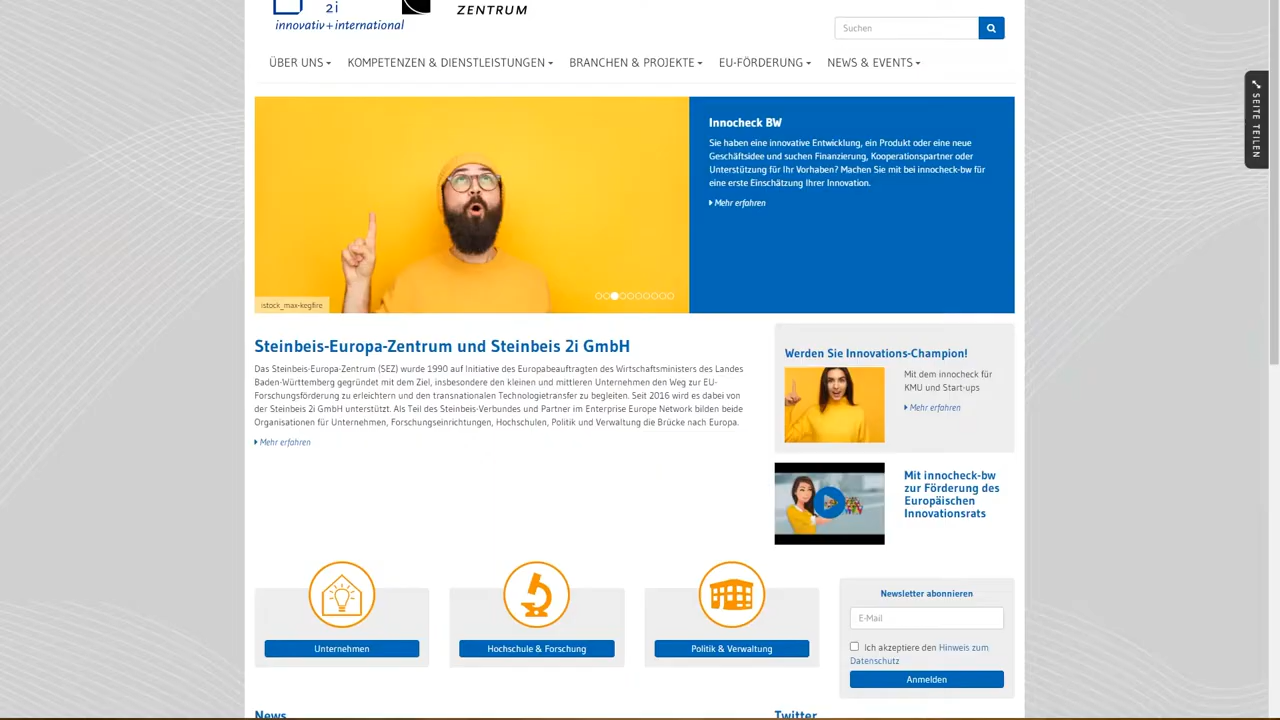 2i
ZENTRUM
innovativ+international
Suchen
ÜBER UNS
KOMPETENZEN & DIENSTLEISTUNGEN
BRANCHEN & PROJEKTE
EU-FÖRDERUNG
NEWS & EVENTS
SEITE TEILEN
Innocheck BW
Sie haben eine innovative Entwicklung, ein Produkt oder eine neue
Geschäftsidee und suchen Finanzierung, Kooperationspartner oder
Unterstützung für Ihr Vorhaben? Machen Sie mit bei innocheck-bw für
eine erste Einschätzung Ihrer Innovation.
Mehr erfahren
istock_max-kegfire
Steinbeis-Europa-Zentrum und Steinbeis 2i GmbH
Das Steinbeis-Europa-Zentrum (SEZ) wurde 1990 auf Initiative des Europabeauftragten des Wirtschaftsministers des Landes
Baden-Württemberg gegründet mit dem Ziel, insbesondere den kleinen und mittleren Unternehmen den Weg zur EU-
Forschungsförderung zu erleichtern und den transnationalen Technologietransfer zu begleiten. Seit 2016 wird es dabei von
der Steinbeis 2i GmbH unterstützt. Als Teil des Steinbeis-Verbundes und Partner im Enterprise Europe Network bilden beide
Organisationen für Unternehmen, Forschungseinrichtungen, Hochschulen, Politik und Verwaltung die Brücke nach Europa.
Mehr erfahren
Werden Sie Innovations-Champion!
Mit dem innocheck für
KMU und Start-ups
Mehr erfahren
Mit innocheck-bw
zur Förderung des
Europäischen
Innovationsrats
Unternehmen
Hochschule & Forschung
Politik & Verwaltung
Newsletter abonnieren
E-Mail
Ich akzeptiere den Hinweis zum
Datenschutz
Anmelden
News
Twitter